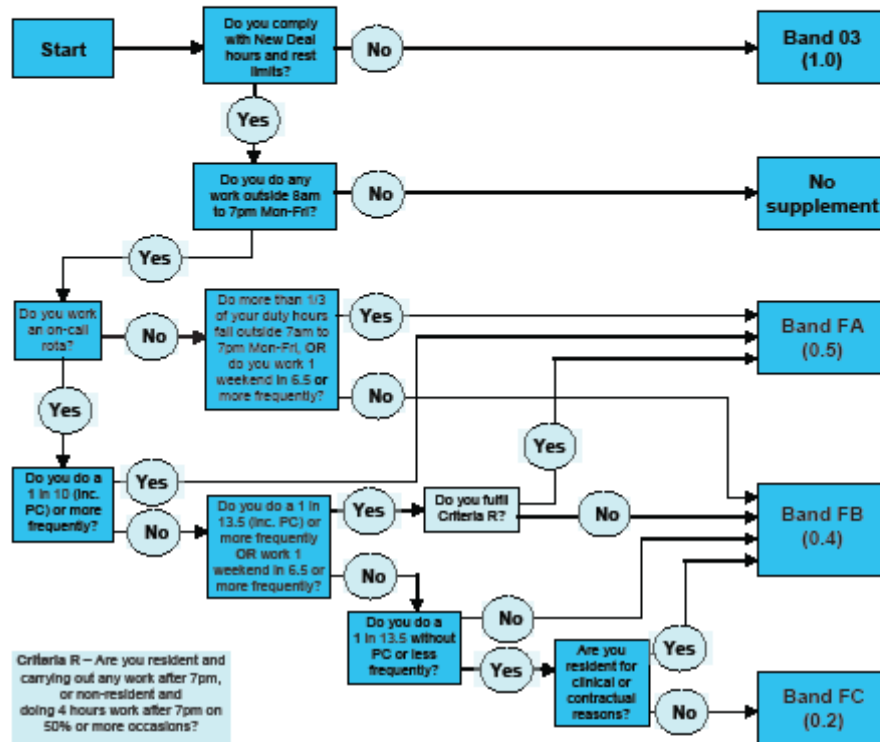 Start
Do you comply
with New Deal
hours and rest
limits?
No
Band 03
(1.0)
Yes
Do you do any
work outside 8am
to 7pm Mon-Fri?
No
No
supplement
Yes
Do you work
an on-call
rota?
No
Do more than 1/3
of your duty hours
fall outside 7am to
7pm Mon-Fri, OR
do you work 1
weekend in 6.5 or
more frequently?
Yes
No
Band FA
(0.5)
Yes
Do you do a
1 in 10 (Inc.
PC) or more
frequently?
Yes
No
Do you do a 1 in
13.5 (Inc. PC) or
more frequently
OR work 1
weekend in 6.5 or
more frequently?
Yes
No
Do you fulfil
Criteria R?
Yes
No
Band FB
(0.4)
Do you do a
1 in 13.5 without
PC or less
frequently?
No
Yes
Are you
resident for
clinical or
contractual
reasons?
Yes
No
Band FC
(0.2)
Criteria R – Are you resident and
carrying out any work after 7pm,
or non-resident and
doing 4 hours work after 7pm on
50% or more occasions?